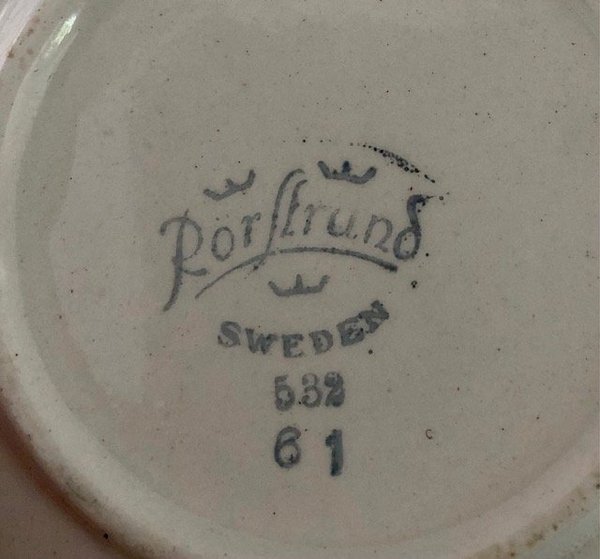 Rörstrand
SWEDEN
532
61